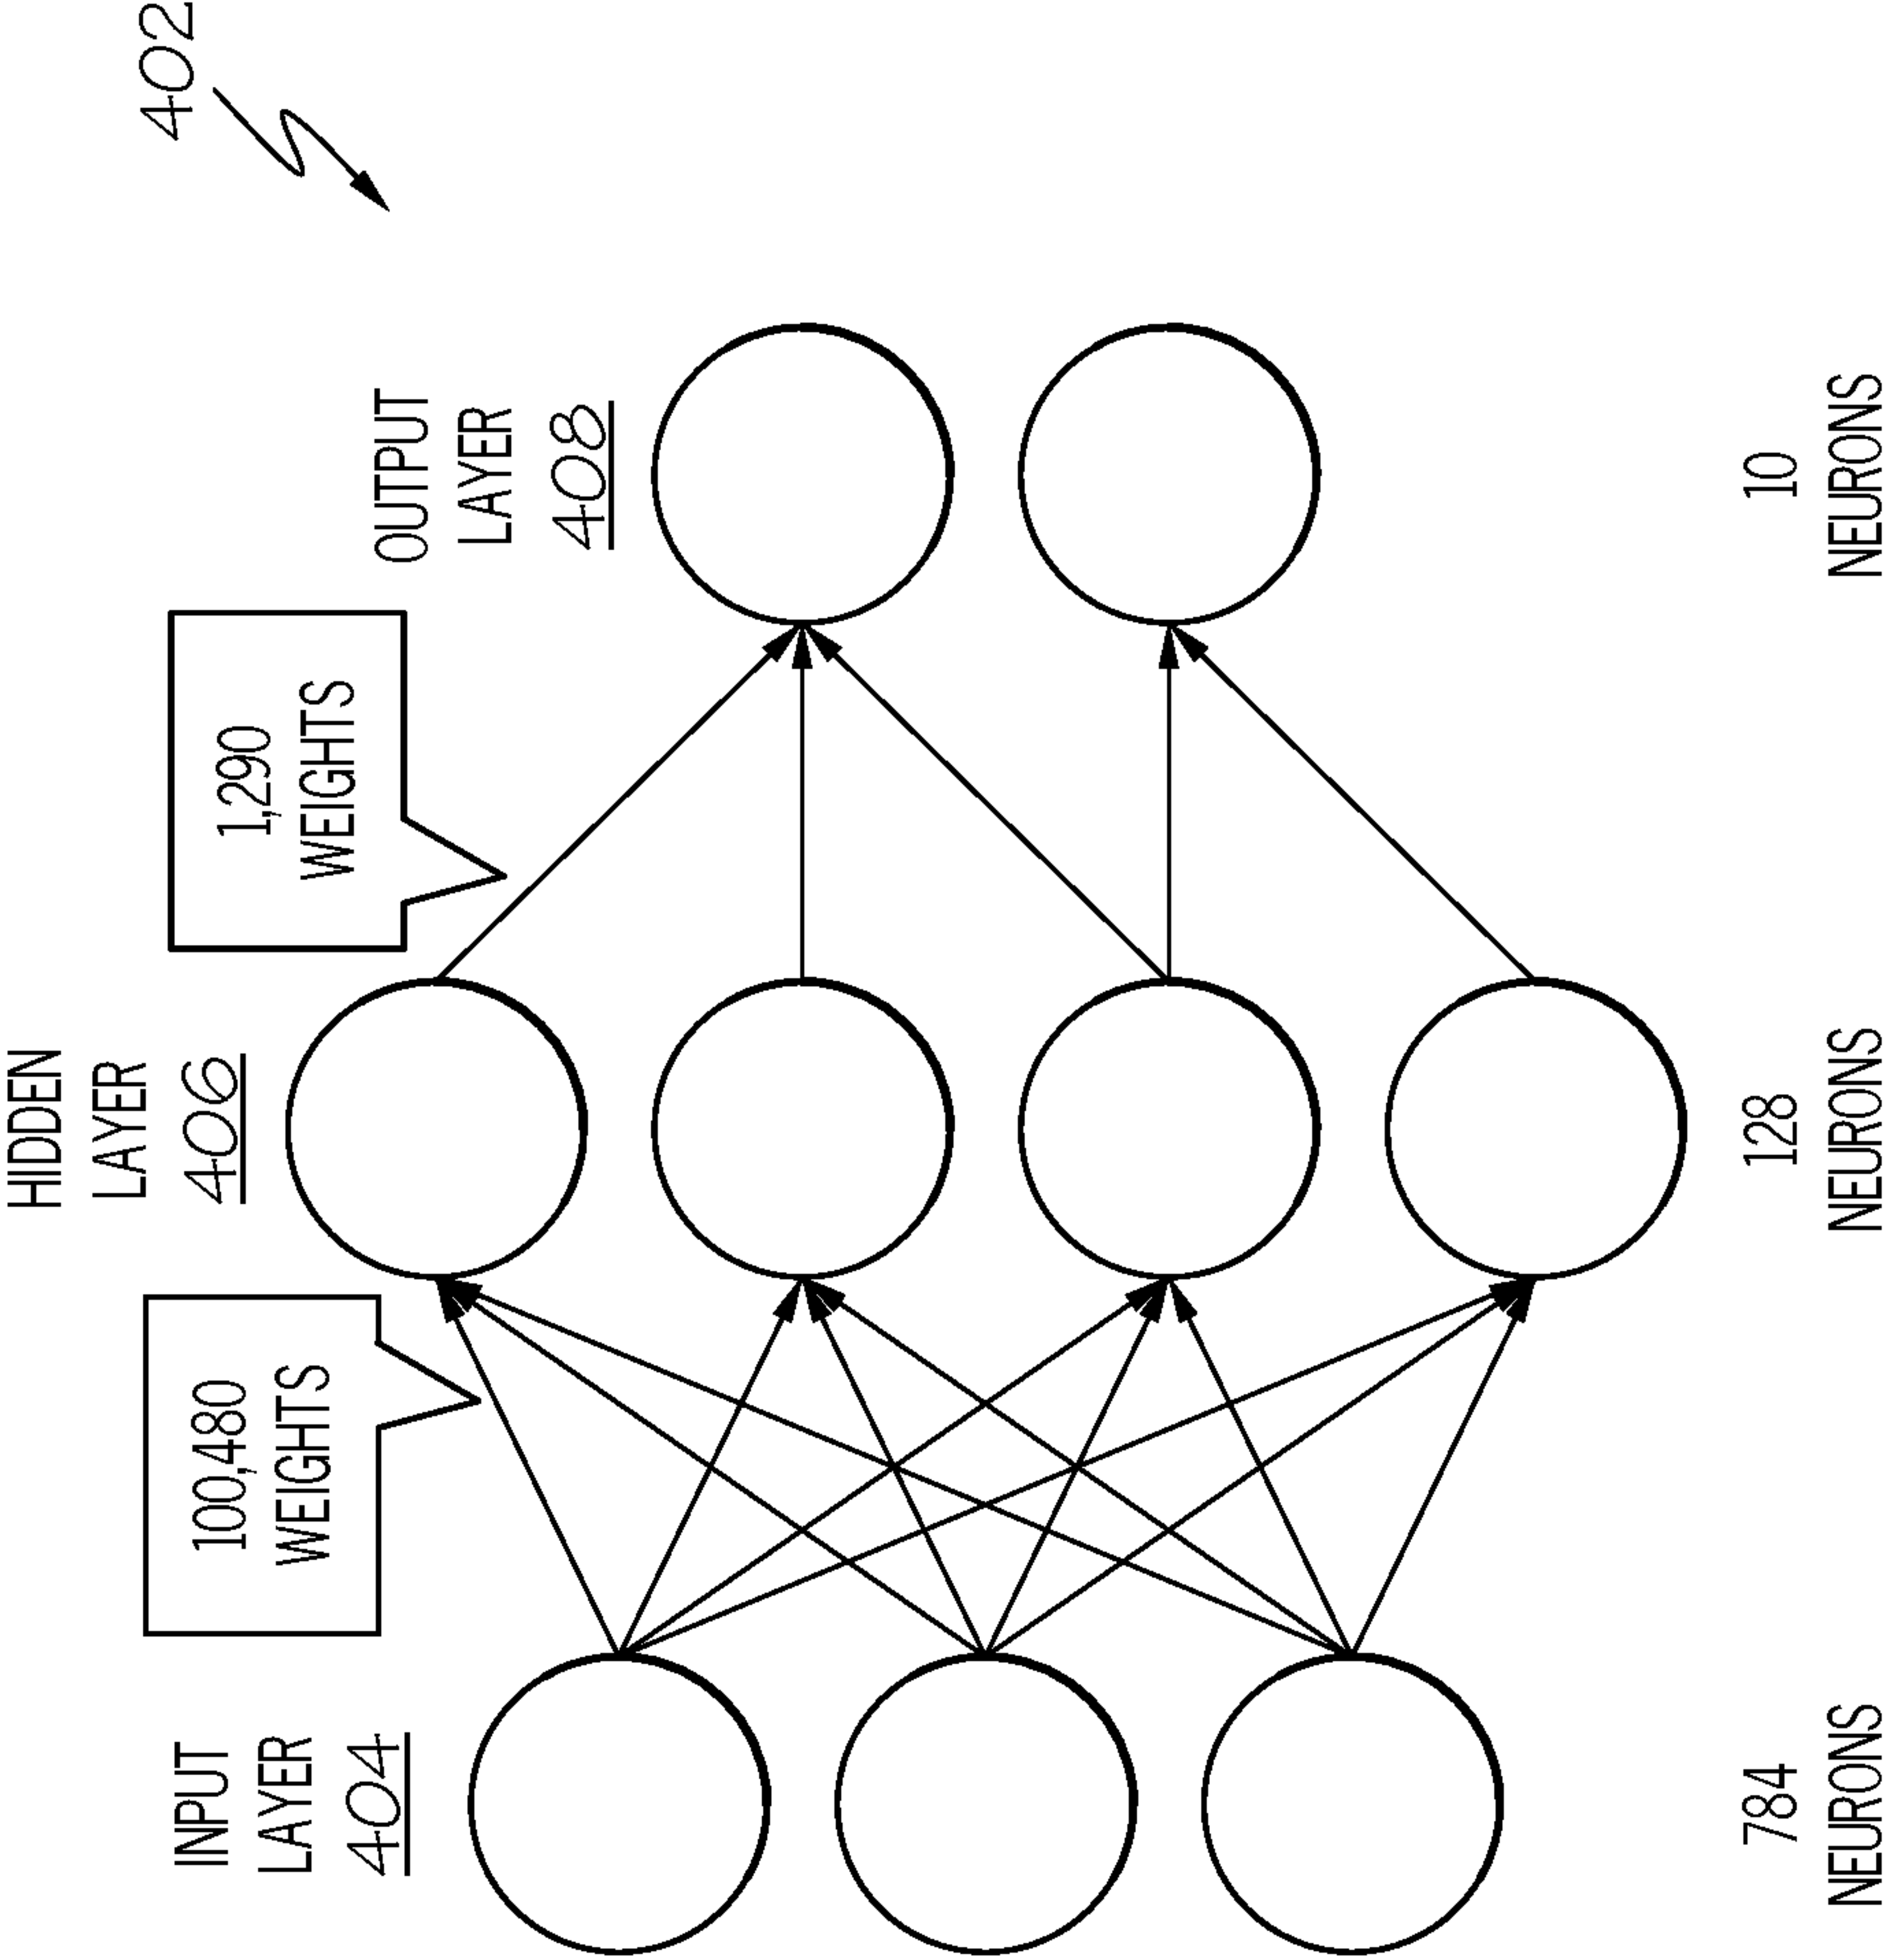 402
INPUT
LAYER
404
HIDDEN
LAYER
406
OUTPUT
LAYER
408
100,480
WEIGHTS
1,290
WEIGHTS
784
NEURONS
128
NEURONS
10
NEURONS